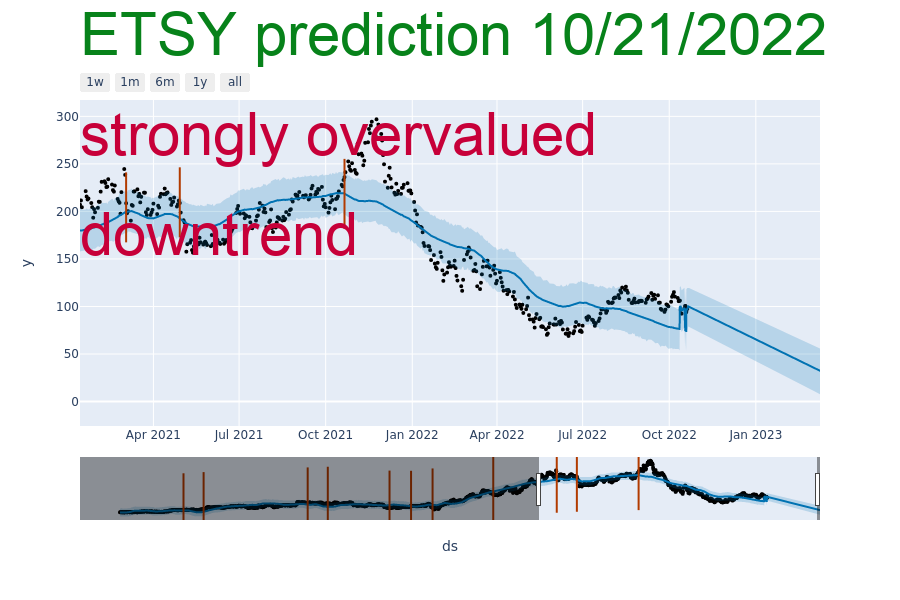 ETSY prediction 10/21/2022
1w 1m 6m 1y all
strongly overvalued
downtrend
300
250
200
150
100
50
0
y
Apr 2021 Jul 2021 Oct 2021 Jan 2022 Apr 2022 Jul 2022 Oct 2022 Jan 2023
ds